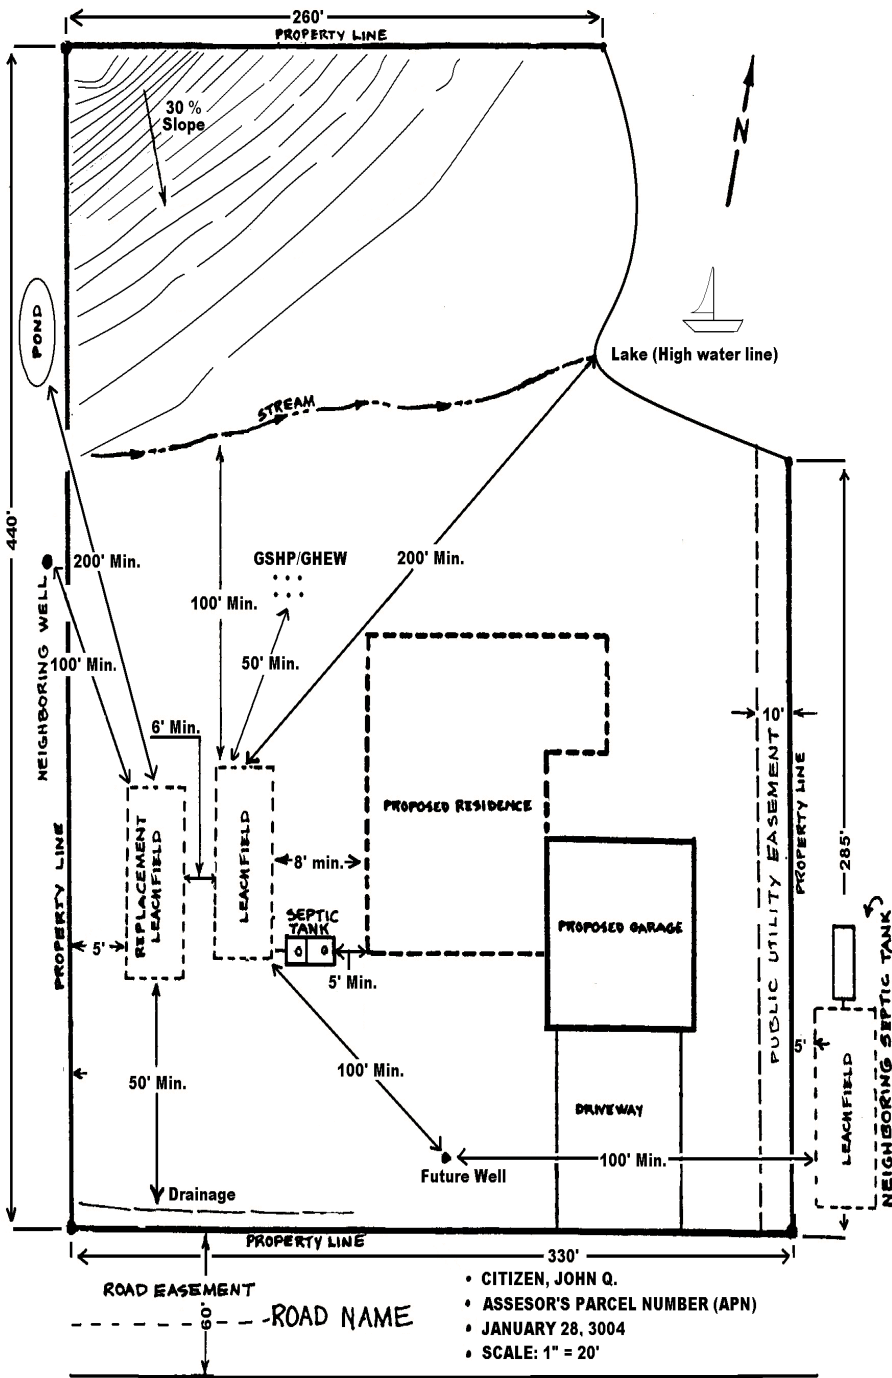 260'
PROPERTY LINE
30 %
Slope
N
POND
Lake (High water line)
STREAM
440'
200' Min.
GSHP/GHEW
200' Min.
100' Min.
NEIGHBORING WELL
100' Min.
50' Min.
6' Min.
10'
PROPOSED RESIDENCE
PUBLIC UTILITY EASEMENT
PROPERTY LINE
285'
REPLACEMENT
LEACHFIELD
LEACHFIELD
8' min.
PROPERTY LINE
5'
SEPTIC
TANK
5' Min.
PROPOSED GARAGE
NEIGHBORING SEPTIC TANK
5'
LEACHFIELD
50' Min.
100' Min.
DRIVEWAY
100' Min.
Future Well
Drainage
PROPERTY LINE
330'
ROAD EASEMENT
60'
ROAD NAME
• CITIZEN, JOHN Q.
• ASSESOR'S PARCEL NUMBER (APN)
• JANUARY 28, 3004
• SCALE: 1" = 20'